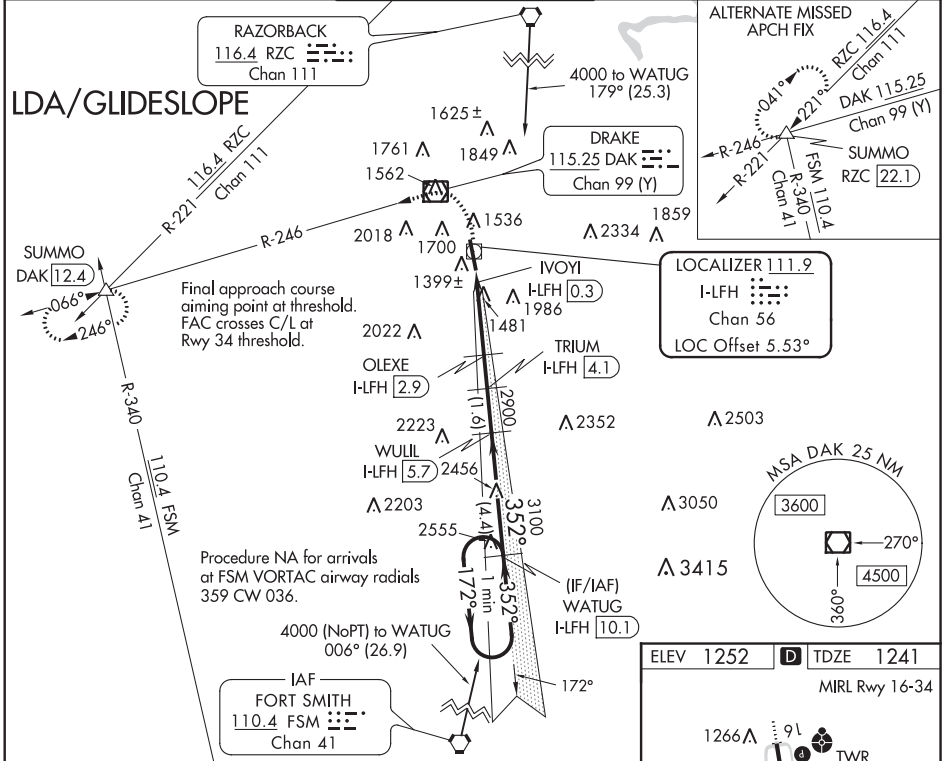 RAZORBACK
116.4 RZC
Chan 111
LDA/GLIDESLOPE
4000 to WATUG
179° (25.3)
ALTERNATE MISSED
APCH FIX
RZC 116.4
Chan 111
041°
221°
DAK 115.25
Chan 99 (Y)
R-246
R-221
FSM 110.4
R-340
Chan 41
SUMMO
RZC 22.1
116.4 RZC
Chan 111
R-221
1625 ±
1761
1849
1562
DRAKE
115.25 DAK
Chan 99 (Y)
R-246
2018
1700
1536
2334
1859
SUMMO
DAK 12.4
066°
246°
Final approach course
aiming point at threshold.
FAC crosses C/L at
Rwy 34 threshold.
1399±
IVOYI
I-LFH 0.3
1986
1481
LOCALIZER 111.9
I-LFH
Chan 56
LOC Offset 5.53°
2022
OLEXE
I-LFH 2.9
TRIUM
I-LFH 4.1
(1.6)
2900
2223
2352
2503
WULIL
I-LFH 5.7
2456
R-340
110.4 FSM
Chan 41
2203
(4.4)
352°
3100
3050
MSA DAK 25 NM
3600
270°
4500
360°
2555
3415
Procedure NA for arrivals
at FSM VORTAC airway radials
359 CW 036.
172°
1 min
352°
(IF/IAF)
WATUG
I-LFH 10.1
4000 (NoPT) to WATUG
006° (26.9)
172°
IAF
FORT SMITH
110.4 FSM
Chan 41
ELEV 1252
D
TDZE 1241
MIRL Rwy 16-34
1266
16
P
TWR